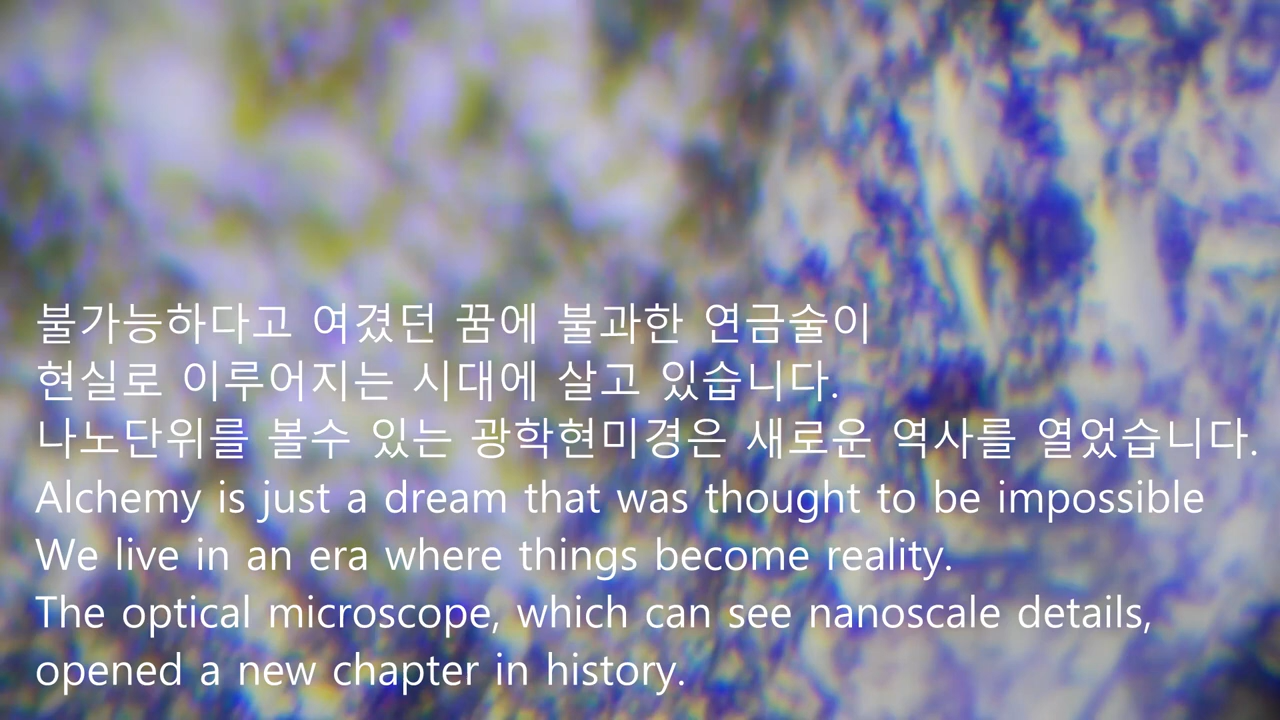 불가능하다고 여겼던 꿈에 불과한 연금술이
현실로 이루어지는 시대에 살고 있습니다.
나노단위를 볼수 있는 광학현미경은 새로운 역사를 열었습니다.
Alchemy is just a dream that was thought to be impossible
We live in an era where things become reality.
The optical microscope, which can see nanoscale details,
opened a new chapter in history.